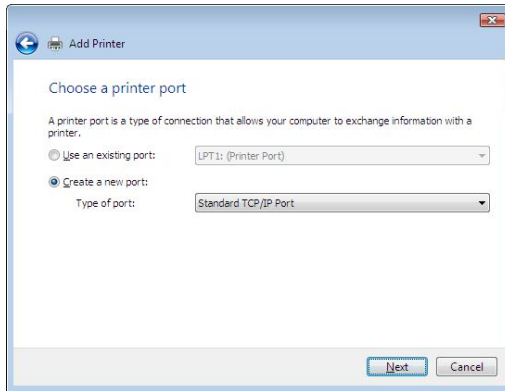 Add Printer
Choose a printer port
A printer port is a type of connection that allows your computer to exchange information with a
printer.
Use an existing port: LPT1: (Printer Port)
Create a new port:
Type of port: Standard TCP/IP Port
Next Cancel